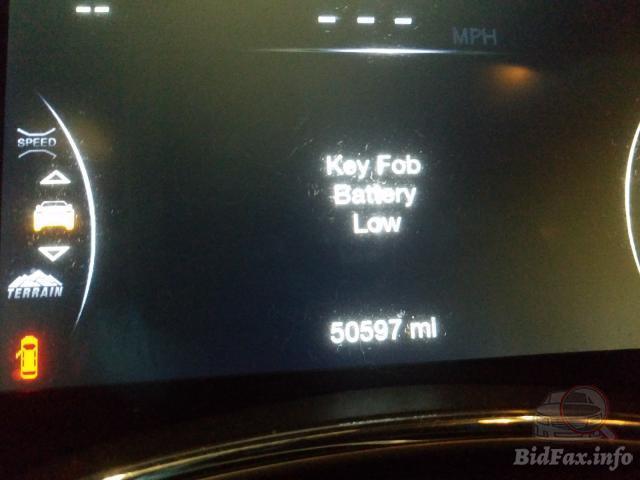 -- --- MPH
SPEED
Key Fob
Battery
Low
TERRAIN
50597 mi
BidFax.info